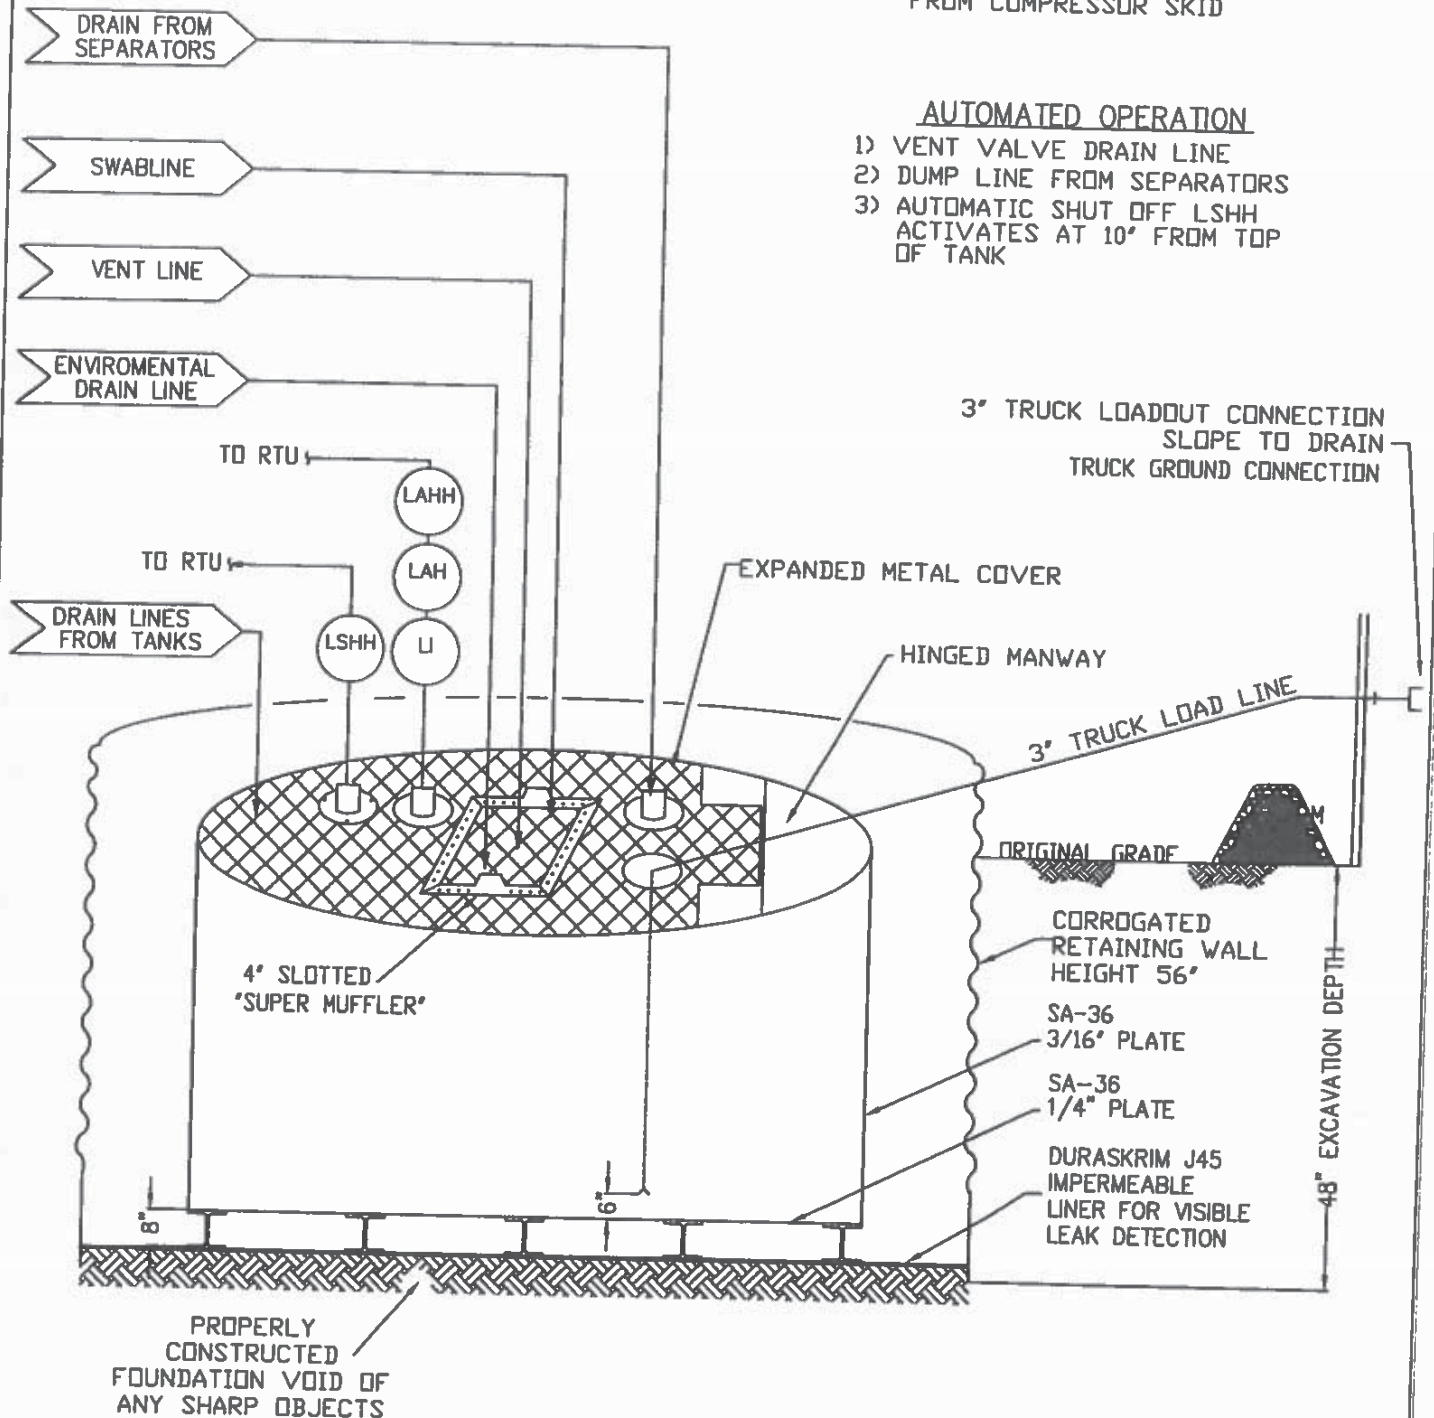 FROM COMPRESSOR SKID
DRAIN FROM
SEPARATORS
AUTOMATED OPERATION
1) VENT VALVE DRAIN LINE
2) DUMP LINE FROM SEPARATORS
3) AUTOMATIC SHUT OFF LSHH
ACTIVATES AT 10" FROM TOP
OF TANK
SWABLINE
VENT LINE
ENVIROMENTAL
DRAIN LINE
3" TRUCK LOADOUT CONNECTION
SLOPE TO DRAIN
TRUCK GROUND CONNECTION
TO RTU
LAHH
TO RTU
LAH
EXPANDED METAL COVER
DRAIN LINES
FROM TANKS
LSHH
LI
HINGED MANWAY
3" TRUCK LOAD LINE
M
ORIGINAL GRADE
CORROGATED
RETAINING WALL
HEIGHT 56"
4" SLOTTED
"SUPER MUFFLER"
SA-36
3/16" PLATE
SA-36
1/4" PLATE
48" EXCAVATION DEPTH
DURASKRIM J45
IMPERMEABLE
LINER FOR VISIBLE
LEAK DETECTION
8"
6"
PROPERLY
CONSTRUCTED
FOUNDATION VOID OF
ANY SHARP OBJECTS